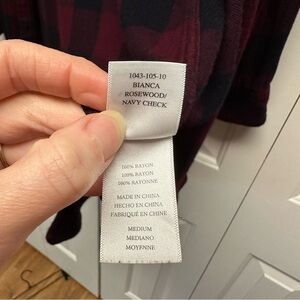 1043-105-10
BIANCA
ROSEWOOD/
NAVY CHECK
100% RAYON
100% RAYON
100% RAYONNE
MADE IN CHINA
HECHO EN CHINA
FABRIQUÉ EN CHINE
MEDIUM
MEDIANO
MOYENNE